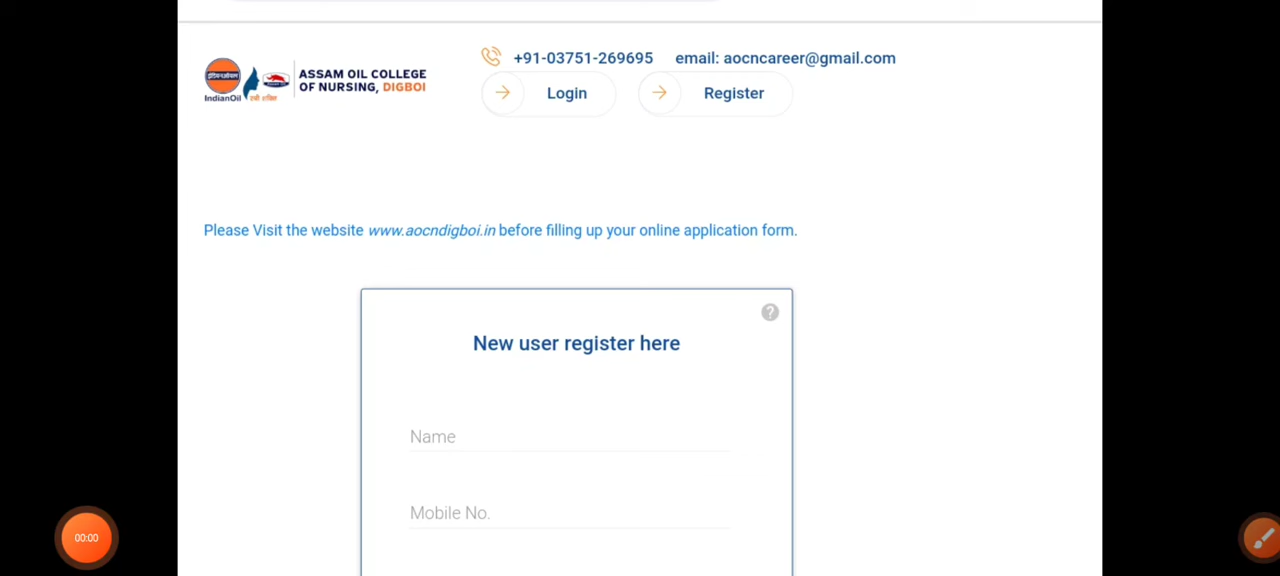 +91-03751-269695 email: aocncareer@gmail.com
इंडियनऑयल
IndianOil
ASSAM OIL COLLEGE
OF NURSING, DIGBOI
Login
Register
Please Visit the website www.aocndigboi.in before filling up your online application form.
?
New user register here
Name
Mobile No.
00:00